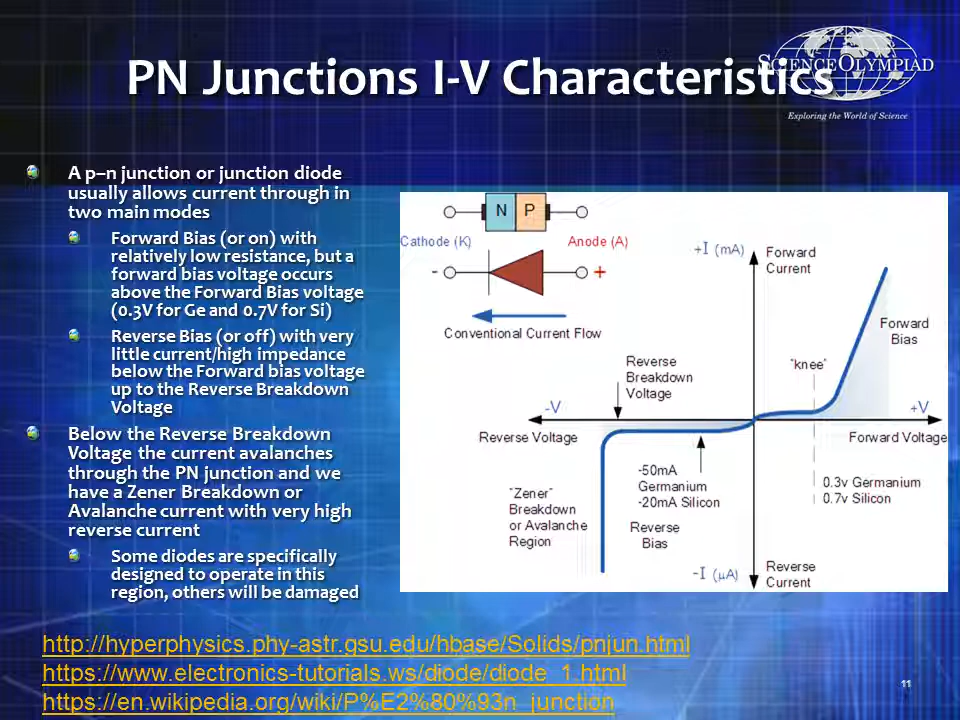 PN Junctions I-V Characteristics
SCIENCE OLYMPIAD
Exploring the World of Science
A p–n junction or junction diode
usually allows current through in
two main modes
Forward Bias (or on) with
relatively low resistance, but a
forward bias voltage occurs
above the Forward Bias voltage
(0.3V for Ge and 0.7V for Si)
Reverse Bias (or off) with very
little current/high impedance
below the Forward bias voltage
up to the Reverse Breakdown
Voltage
Below the Reverse Breakdown
Voltage the current avalanches
through the PN junction and we
have a Zener Breakdown or
Avalanche current with very high
reverse current
Some diodes are specifically
designed to operate in this
region, others will be damaged
N P
Cathode (K) Anode (A)
- +
Conventional Current Flow
+I (mA)
Forward
Current
Forward
Bias
"knee"
Reverse
Breakdown
Voltage
-V
+V
Reverse Voltage
Forward Voltage
-50mA
Germanium
-20mA Silicon
0.3v Germanium
0.7v Silicon
"Zener"
Breakdown
or Avalanche
Region
Reverse
Bias
-I (µA)
Reverse
Current
http://hyperphysics.phy-astr.gsu.edu/hbase/Solids/pnjun.html
https://www.electronics-tutorials.ws/diode/diode_1.html
https://en.wikipedia.org/wiki/P%E2%80%93n_junction
11